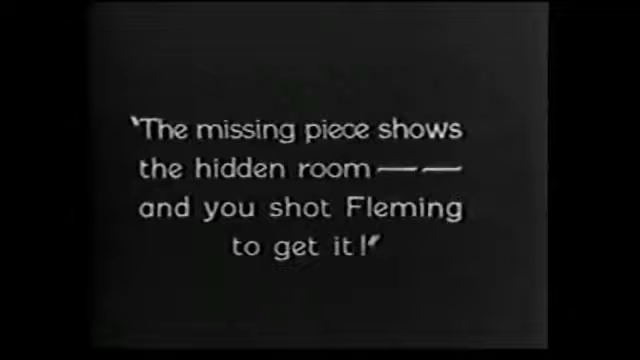 "The missing piece shows
the hidden room — —
and you shot Fleming
to get it!"